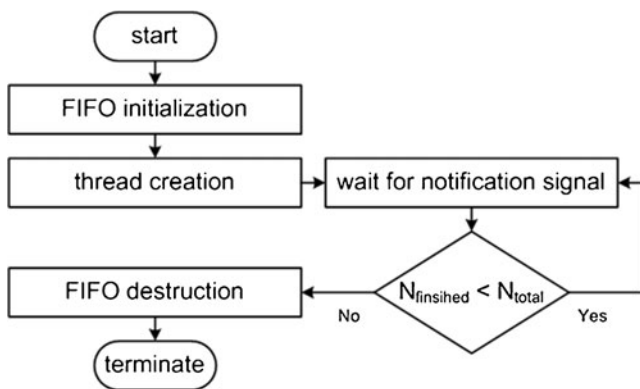 start
FIFO initialization
thread creation
wait for notification signal
N_finsihed < N_total
No
Yes
FIFO destruction
terminate